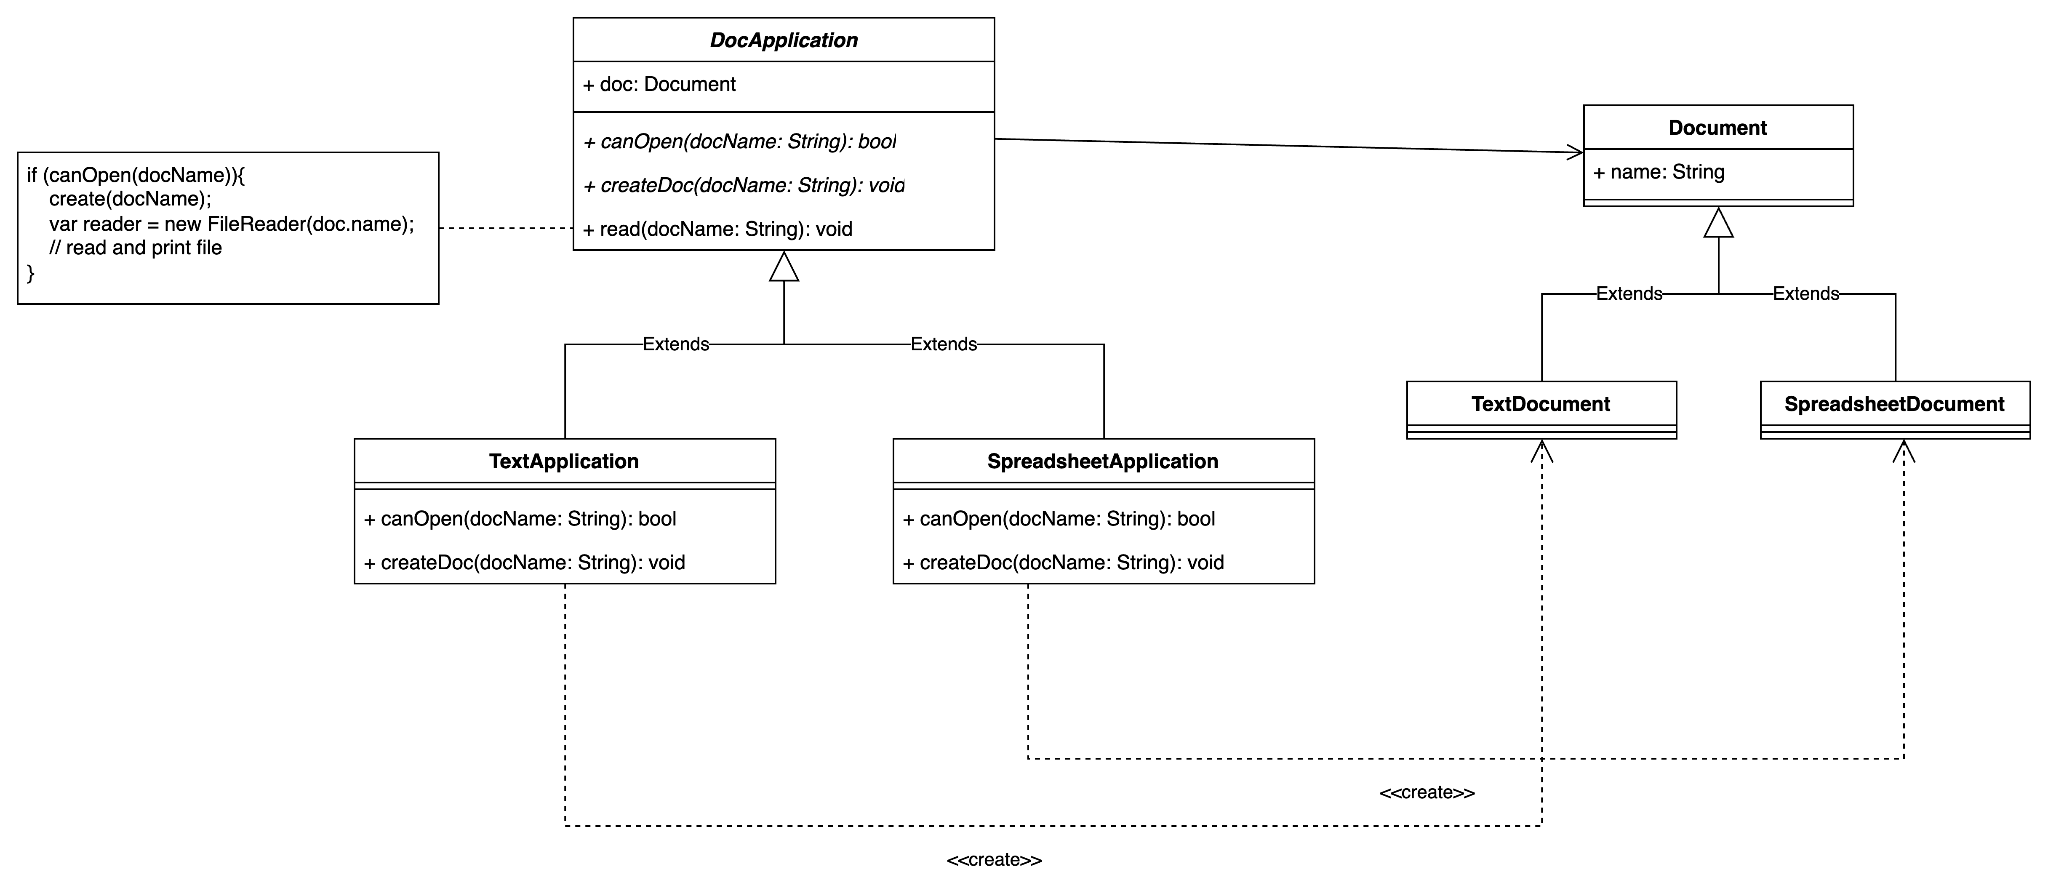 DocApplication
+ doc: Document
+ canOpen(docName: String): bool
+ createDoc(docName: String): void
+ read(docName: String): void
if (canOpen(docName)){
create(docName);
var reader = new FileReader(doc.name);
// read and print file
}
Document
+ name: String
Extends
Extends
Extends
Extends
TextDocument
SpreadsheetDocument
TextApplication
+ canOpen(docName: String): bool
+ createDoc(docName: String): void
SpreadsheetApplication
+ canOpen(docName: String): bool
+ createDoc(docName: String): void
<<create>>
<<create>>